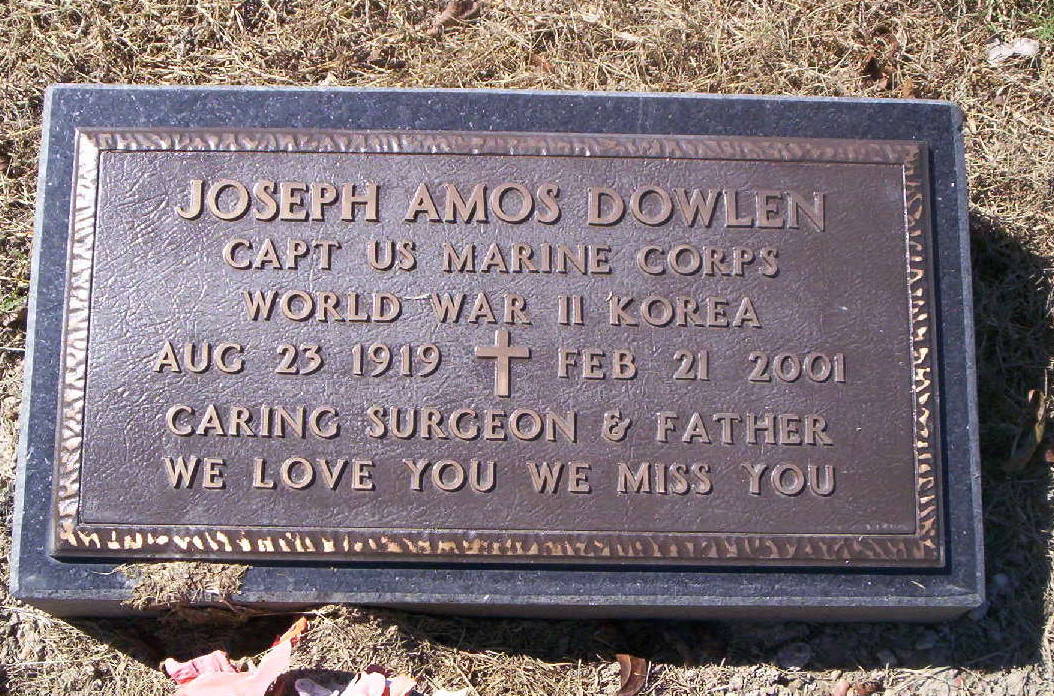 JOSEPH AMOS DOWLEN
CAPT US MARINE CORPS
WORLD WAR II KOREA
AUG 23 1919 ✝ FEB 21 2001
CARING SURGEON & FATHER
WE LOVE YOU WE MISS YOU